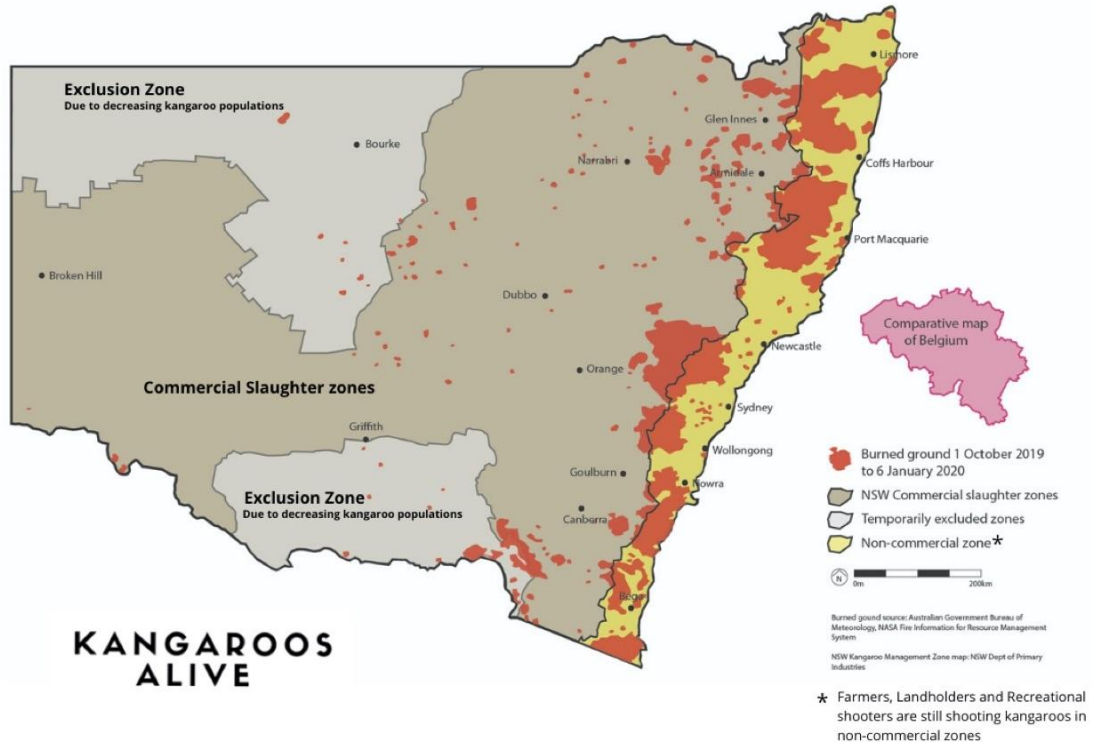 Exclusion Zone
Due to decreasing kangaroo populations
Lismore
Glen Innes
Bourke
Narrabri
Coffs Harbour
Armidale
Port Macquarie
Broken Hill
Dubbo
Comparative map
of Belgium
Newcastle
Orange
Commercial Slaughter zones
Sydney
Griffith
Wollongong
Burned ground 1 October 2019
to 6 January 2020
Goulburn
Nowra
Exclusion Zone
Due to decreasing kangaroo populations
NSW Commercial slaughter zones
Canberra
Temporarily excluded zones
Non-commercial zone*
N
0m 200km
Bega
Burned gound source: Australian Government Bureau of
Meteorology, NASA Fire Information for Resource Management
System
NSW Kangaroo Management Zone map: NSW Dept of Primary
Industries
KANGAROOS
ALIVE
* Farmers, Landholders and Recreational
shooters are still shooting kangaroos in
non-commercial zones